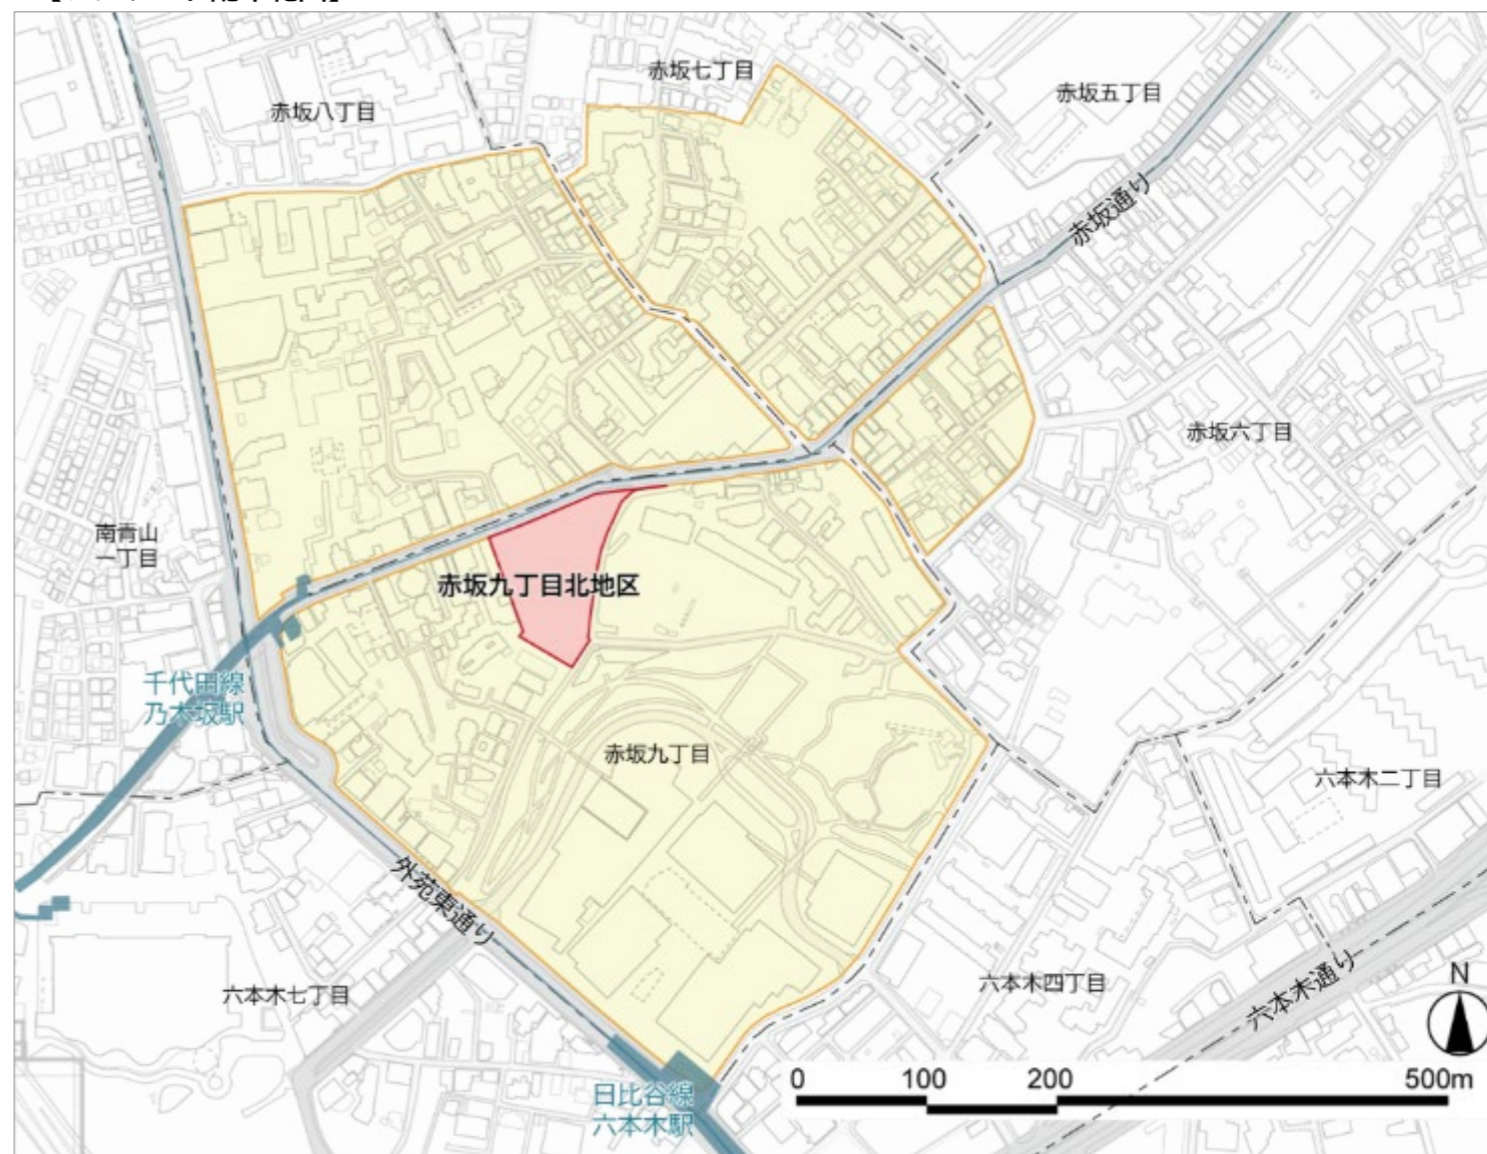 赤坂七丁目
赤坂五丁目
赤坂八丁目
赤坂通り
赤坂六丁目
南青山
一丁目
赤坂九丁目北地区
千代田線
乃木坂駅
赤坂九丁目
六本木二丁目
外苑東通り
六本木七丁目
六本木四丁目
六本木通り
N
0 100 200 500m
日比谷線
六本木駅